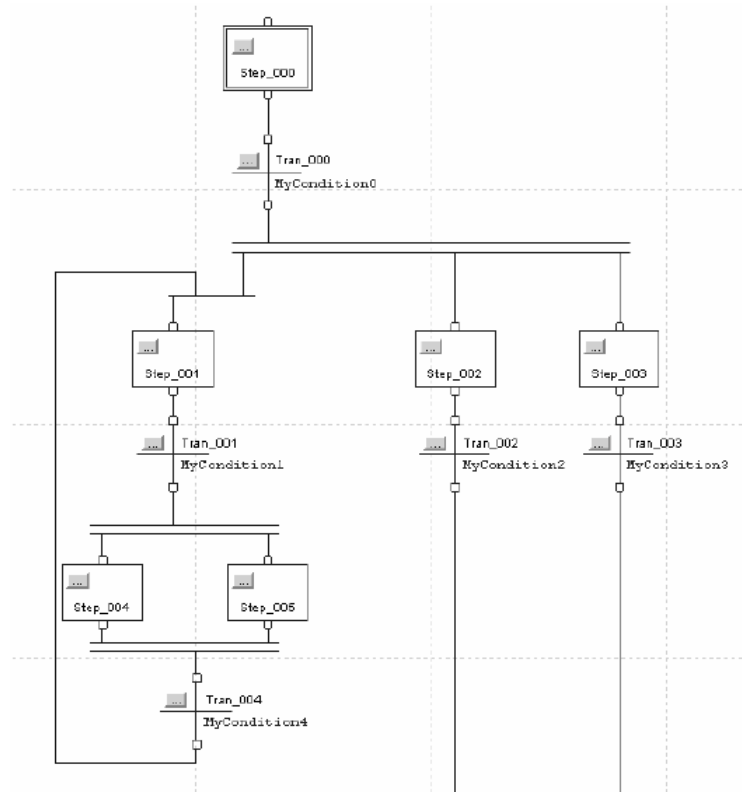 ...
Step_000
... Tran_000
MyCondition0
...
Step_001
...
Step_002
...
Step_003
... Tran_001
MyCondition1
... Tran_002
MyCondition2
... Tran_003
MyCondition3
...
Step_004
...
Step_005
... Tran_004
MyCondition4